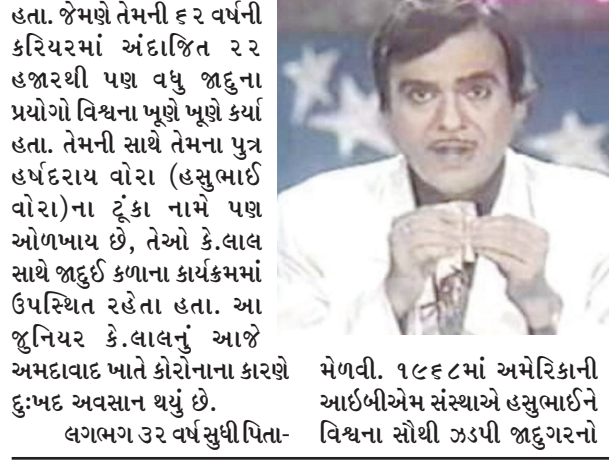 હતા. જેમણે તેમની ૬૨ વર્ષની
કરિયરમાં અંદાજિત ૨૨
હજારથી પણ વધુ જાદુના
પ્રયોગો વિશ્વના ખૂણે ખૂણે કર્યા
હતા. તેમની સાથે તેમના પુત્ર
હર્ષદરાય વોરા (હસુભાઈ
વોરા)ના ટૂંકા નામે પણ
ઓળખાય છે, તેઓ કે.લાલ
સાથે જાદુઈ કળાના કાર્યક્રમમાં
ઉપસ્થિત રહેતા હતા. આ
જુનિયર કે.લાલનું આજે
અમદાવાદ ખાતે કોરોનાના કારણે
દુઃખદ અવસાન થયું છે.
લગભગ ૩૨ વર્ષ સુધી પિતા-
મેળવી. ૧૯૬૮માં અમેરિકાની
આઇબીએમ સંસ્થાએ હસુભાઈને
વિશ્વના સૌથી ઝડપી જાદુગરનો